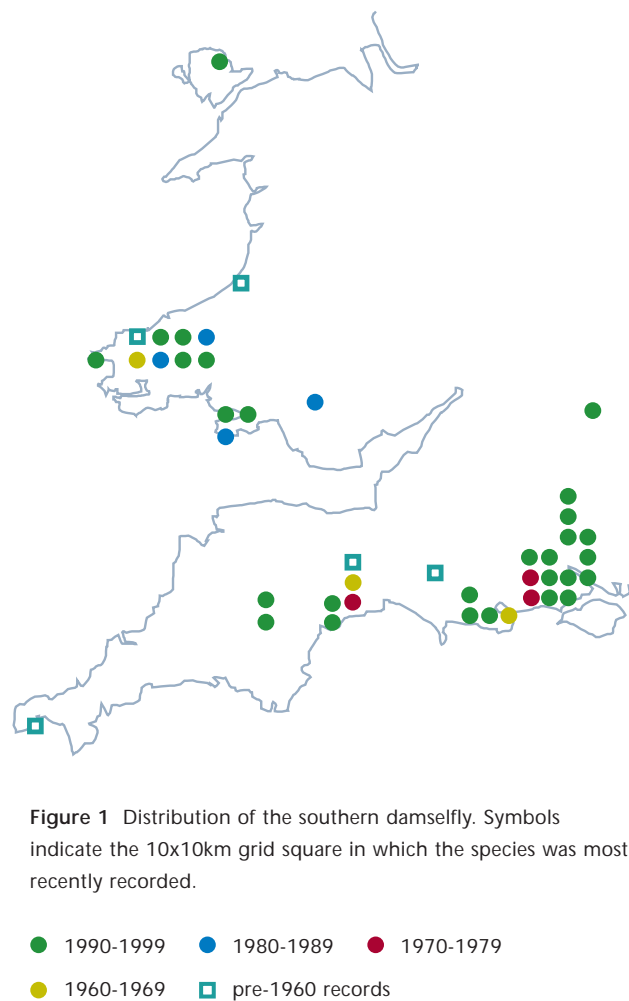 Figure 1 Distribution of the southern damselfly. Symbols
indicate the 10x10km grid square in which the species was most
recently recorded.
1990-1999 1980-1989 1970-1979
1960-1969 pre-1960 records